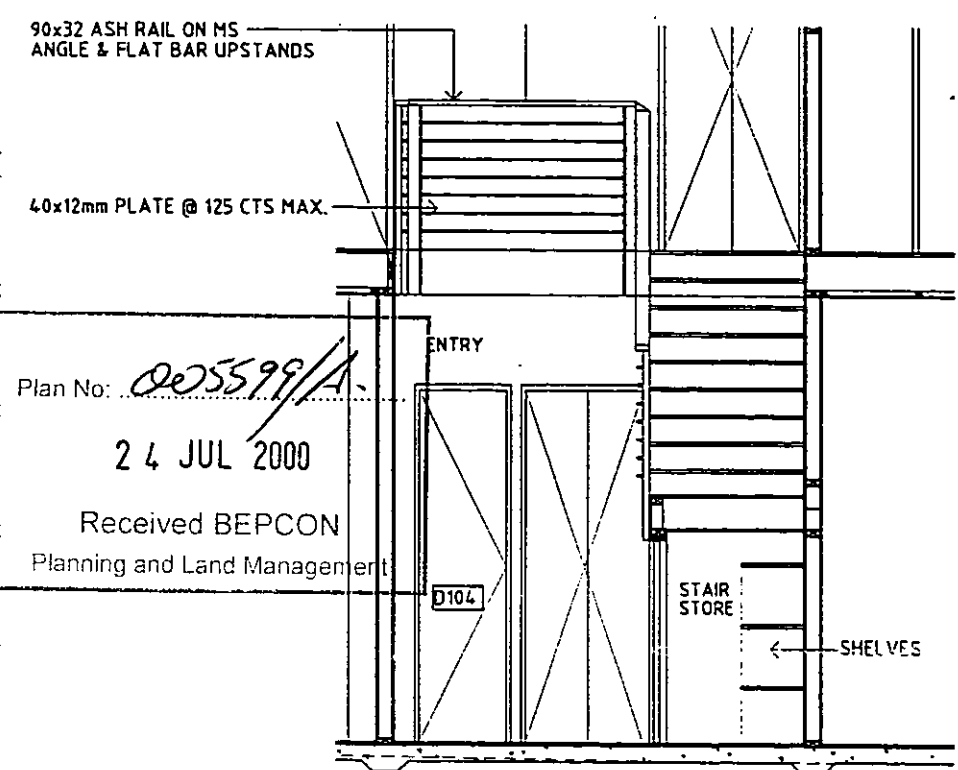 90x32 ASH RAIL ON MS
ANGLE & FLAT BAR UPSTANDS
40x12mm PLATE @ 125 CTS MAX.
ENTRY
Plan No: 005599/A.
24 JUL 2000
Received BEPCON
Planning and Land Management
D104
STAIR
STORE
SHELVES